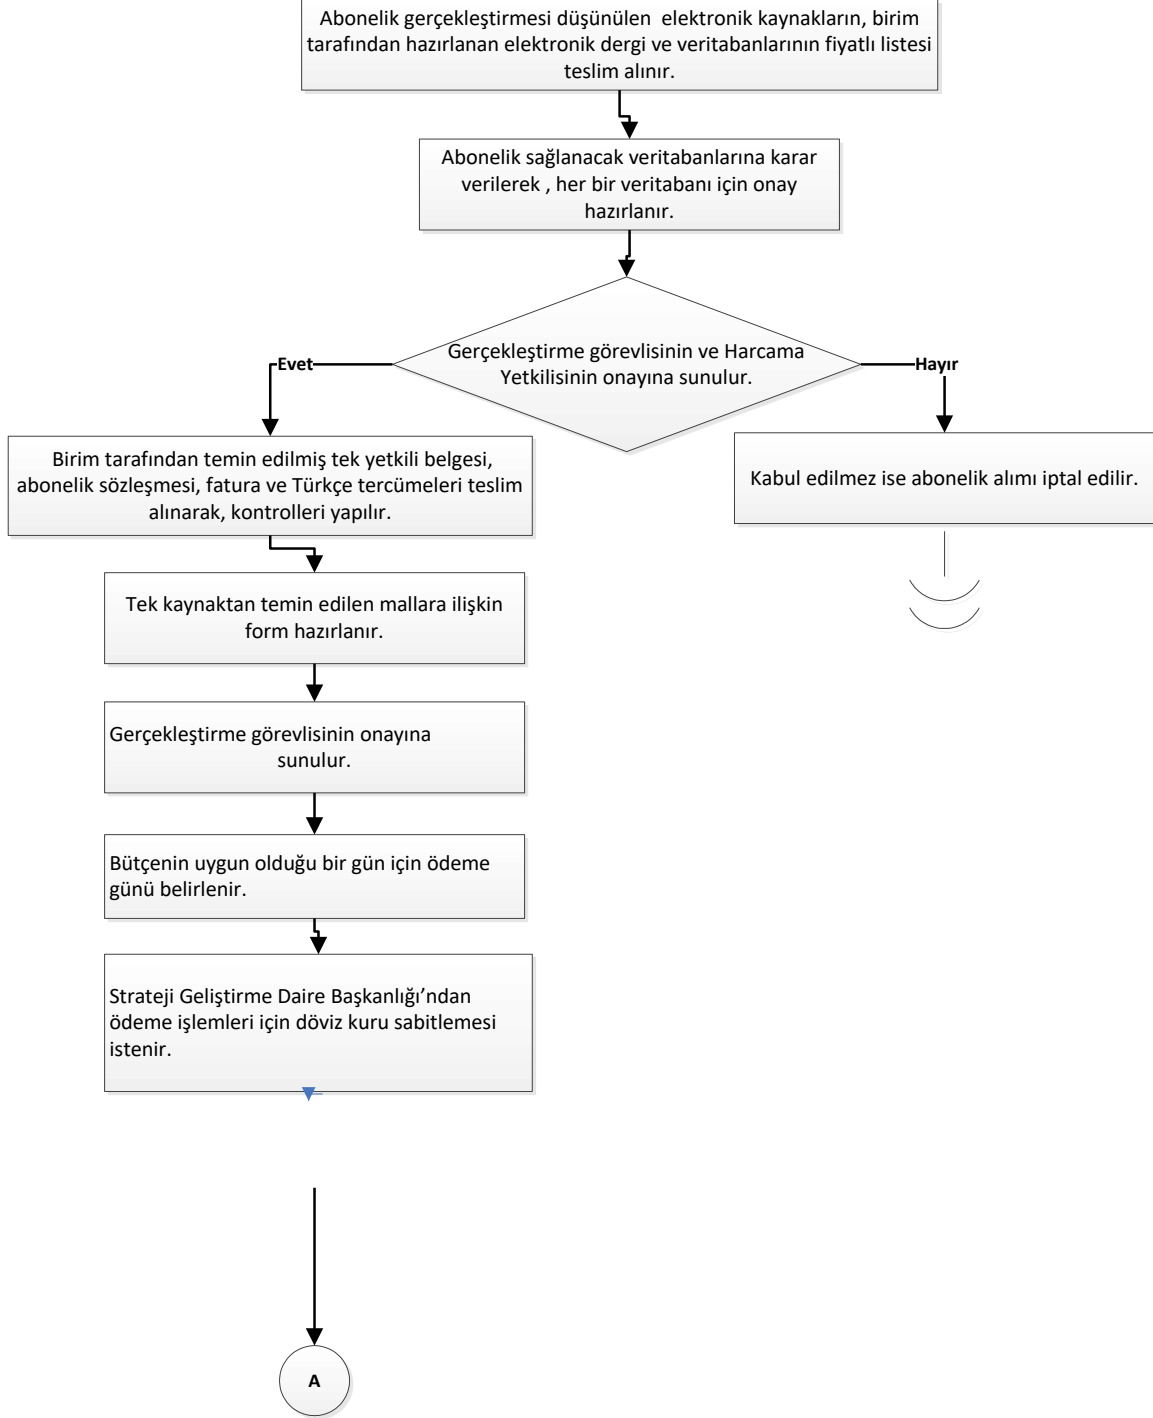 Abonelik gerçekleştirmesi düşünülen elektronik kaynakların, birim
tarafından hazırlanan elektronik dergi ve veritabanlarının fiyatlı listesi
teslim alınır.
Abonelik sağlanacak veritabanlarına karar
verilerek , her bir veritabanı için onay
hazırlanır.
Gerçekleştirme görevlisinin ve Harcama
Yetkilisinin onayına sunulur.
Evet
Hayır
Birim tarafından temin edilmiş tek yetkili belgesi,
abonelik sözleşmesi, fatura ve Türkçe tercümeleri teslim
alınarak, kontrolleri yapılır.
Kabul edilmez ise abonelik alımı iptal edilir.
Tek kaynaktan temin edilen mallara ilişkin
form hazırlanır.
Gerçekleştirme görevlisinin onayına
sunulur.
Bütçenin uygun olduğu bir gün için ödeme
günü belirlenir.
Strateji Geliştirme Daire Başkanlığı’ndan
ödeme işlemleri için döviz kuru sabitlemesi
istenir.
A